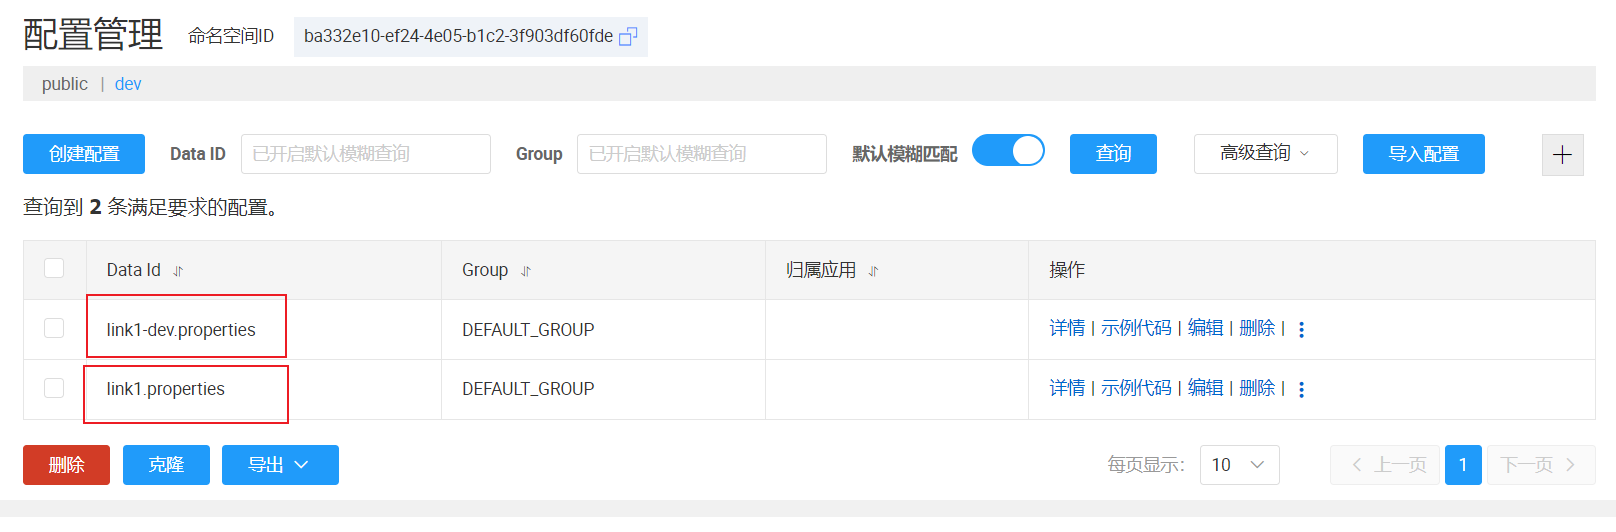 配置管理 命名空间ID ba332e10-ef24-4e05-b1c2-3f903df60fde
public | dev
创建配置 Data ID 已开启默认模糊查询 Group 已开启默认模糊查询 默认模糊匹配 查询 高级查询 导入配置
查询到 2 条满足要求的配置。
Data Id Group 归属应用 操作
link1-dev.properties DEFAULT_GROUP 详情 | 示例代码 | 编辑 | 删除 |
link1.properties DEFAULT_GROUP 详情 | 示例代码 | 编辑 | 删除 |
删除 克隆 导出 每页显示: 10 上一页 1 下一页